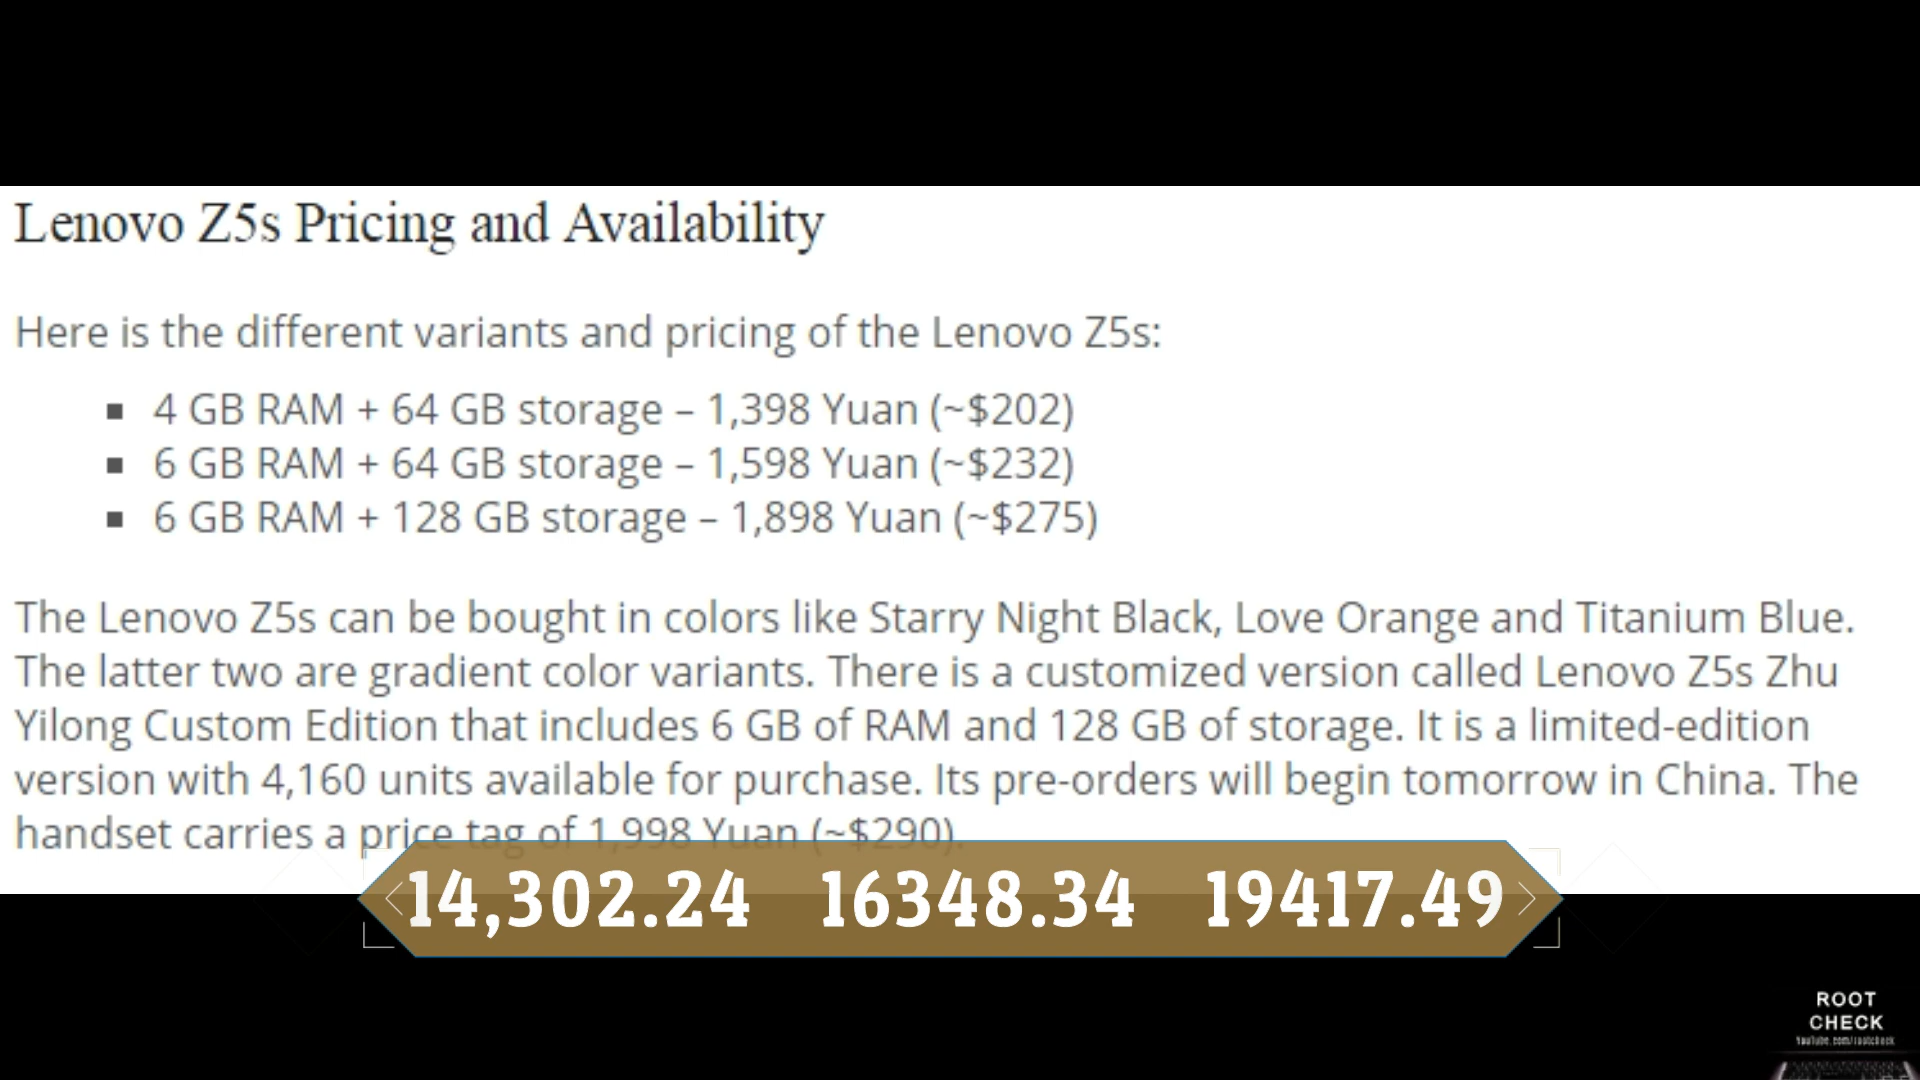 Lenovo Z5s Pricing and Availability
Here is the different variants and pricing of the Lenovo Z5s:
▪ 4 GB RAM + 64 GB storage – 1,398 Yuan (~$202)
▪ 6 GB RAM + 64 GB storage – 1,598 Yuan (~$232)
▪ 6 GB RAM + 128 GB storage – 1,898 Yuan (~$275)
The Lenovo Z5s can be bought in colors like Starry Night Black, Love Orange and Titanium Blue.
The latter two are gradient color variants. There is a customized version called Lenovo Z5s Zhu
Yilong Custom Edition that includes 6 GB of RAM and 128 GB of storage. It is a limited-edition
version with 4,160 units available for purchase. Its pre-orders will begin tomorrow in China. The
handset carries a price tag of 1,998 Yuan (~$290).
14,302.24 16348.34 19417.49
ROOT
CHECK
Youtube.com/rootcheck